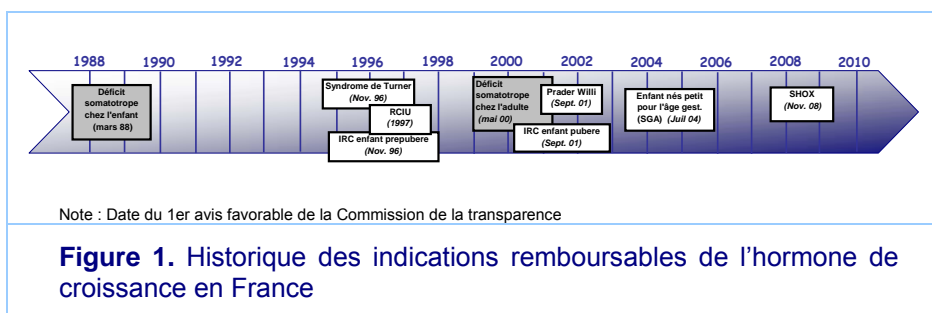 1988 1990 1992 1994 1996 1998 2000 2002 2004 2006 2008 2010
Déficit
somatotrope
chez l'enfant
(mars 88)
Syndrome de Turner
(Nov. 96)
RCIU
(1997)
IRC enfant prepubere
(Nov. 96)
Déficit
somatotrope
chez l'adulte
(mai 00)
Prader Willi
(Sept. 01)
IRC enfant pubere
(Sept. 01)
Enfant nés petit
pour l'âge gest.
(SGA) (Juil 04)
SHOX
(Nov. 08)
Note : Date du 1er avis favorable de la Commission de la transparence
Figure 1. Historique des indications remboursables de l'hormone de
croissance en France